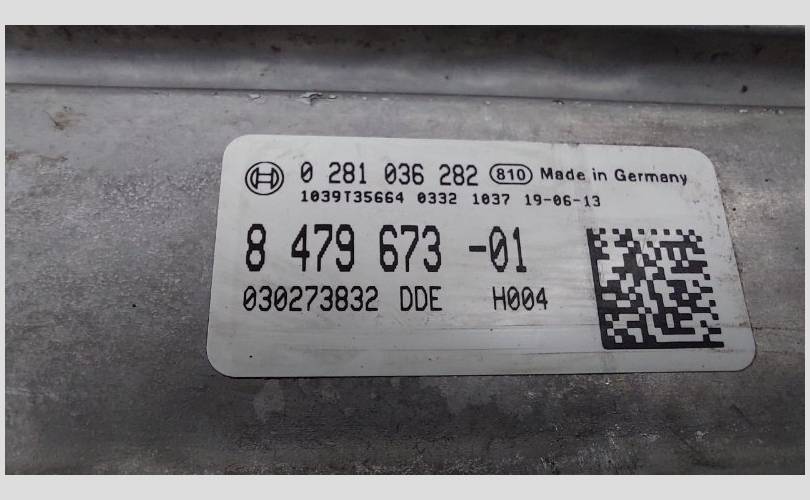 0 281 036 282 810 Made in Germany
1039T35664 0332 1037 19-06-13
8 479 673 -01
030273832 DDE H004